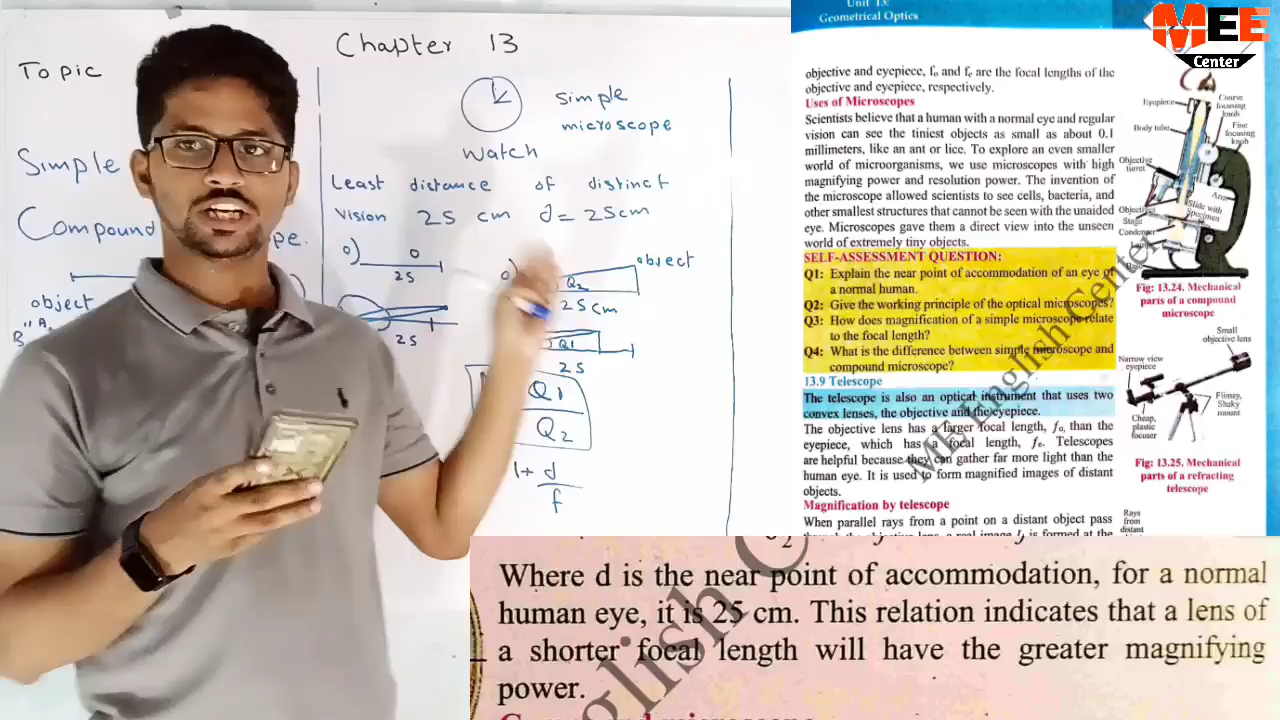 Chapter 13
Topic
Simple
Compound
pe.
object
B" A.
simple
microscope
Watch
Least distance of distinct
Vision 25 cm d = 25cm
o) o
25
25
object
Q2
25cm
Q1
25
Q1
Q2
1+ d
f
Unit 13:
Geometrical Optics
MEE
Center
objective and eyepiece, fo and fe are the focal lengths of the
objective and eyepiece, respectively.
Uses of Microscopes
Scientists believe that a human with a normal eye and regular
vision can see the tiniest objects as small as about 0.1
millimeters, like an ant or lice. To explore an even smaller
world of microorganisms, we use microscopes with high
magnifying power and resolution power. The invention of
the microscope allowed scientists to see cells, bacteria, and
other smallest structures that cannot be seen with the unaided
eye. Microscopes gave them a direct view into the unseen
world of extremely tiny objects.
SELF-ASSESSMENT QUESTION:
Q1: Explain the near point of accommodation of an eye of
a normal human.
Q2: Give the working principle of the optical microscopes?
Q3: How does magnification of a simple microscope relate
to the focal length?
Q4: What is the difference between simple microscope and
compound microscope?
13.9 Telescope
The telescope is also an optical instrument that uses two
convex lenses, the objective and the eyepiece.
The objective lens has a larger focal length, fo, than the
eyepiece, which has a focal length, fe. Telescopes
are helpful because they can gather far more light than the
human eye. It is used to form magnified images of distant
objects.
Magnification by telescope
When parallel rays from a point on a distant object pass
Eyepiece
Body tube
Objective
turret
Objective
Stage
Condenser
Coarse
focusing
knob
Fine
focusing
knob
Arm
Slide with
Specimen
Fig: 13.24. Mechanical
parts of a compound
microscope
Small
objective lens
Narrow view
eyepiece
Cheap,
plastic
focuser
Flimsy,
Shaky
mount
Fig: 13.25. Mechanical
parts of a refracting
telescope
Rays
from
distant
Where d is the near point of accommodation, for a normal
human eye, it is 25 cm. This relation indicates that a lens of
a shorter focal length will have the greater magnifying
power.